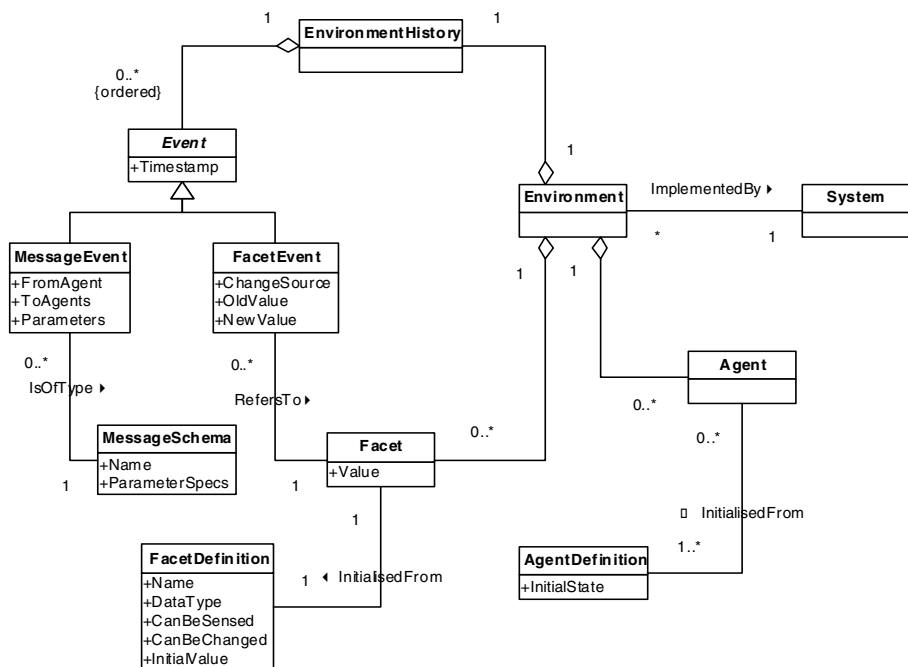 1
EnvironmentHistory
1
0..*
{ordered}
Event
+Timestamp
1
Environment
ImplementedBy
System
*
1
MessageEvent
+FromAgent
+ToAgents
+Parameters
FacetEvent
+ChangeSource
+OldValue
+NewValue
1
1
0..*
IsOfType
0..*
RefersTo
Agent
0..*
0..*
MessageSchema
+Name
+ParameterSpecs
1
Facet
+Value
0..*
1
1
InitialisedFrom
1..*
FacetDefinition
+Name
+DataType
+CanBeSensed
+CanBeChanged
+InitialValue
1
InitialisedFrom
AgentDefinition
+InitialState